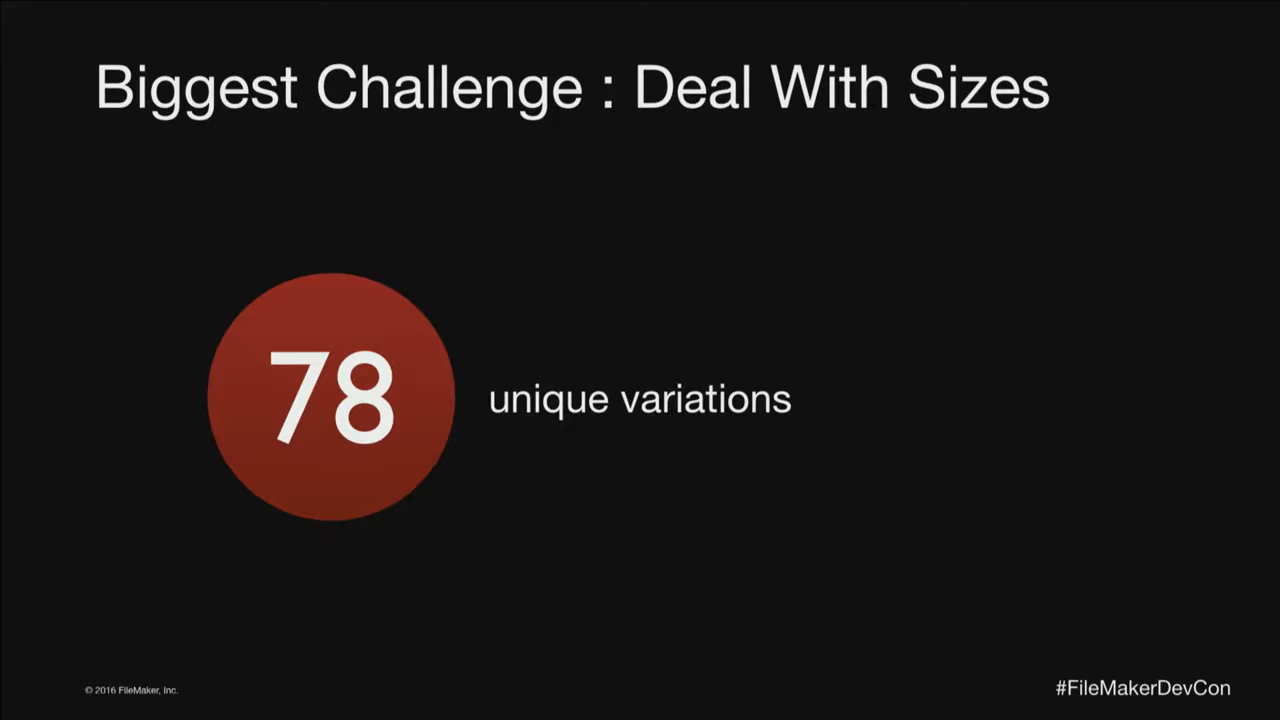 Biggest Challenge : Deal With Sizes
78
unique variations
© 2016 FileMaker, Inc.
#FileMakerDevCon